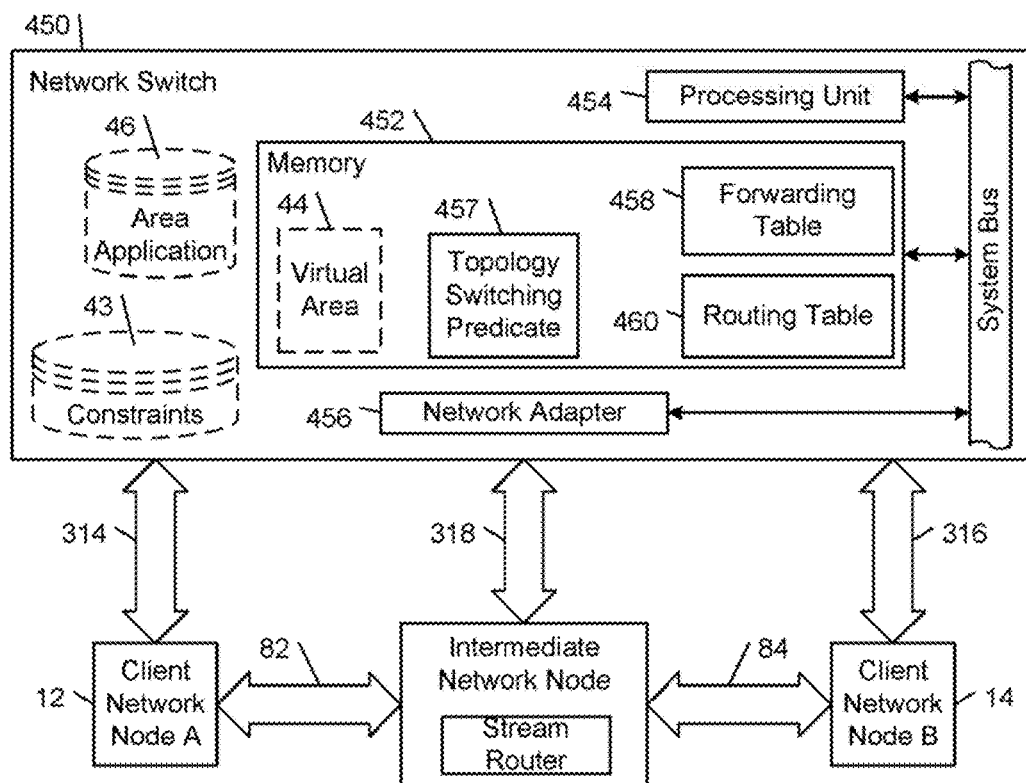 450
Network Switch
46
Area
Application
43
Constraints
452
Memory
44
Virtual
Area
457
Topology
Switching
Predicate
454
Processing Unit
458
Forwarding
Table
460
Routing Table
456
Network Adapter
System Bus
314
318
316
12
Client
Network
Node A
82
Intermediate
Network Node
Stream
Router
84
Client
Network
Node B
14